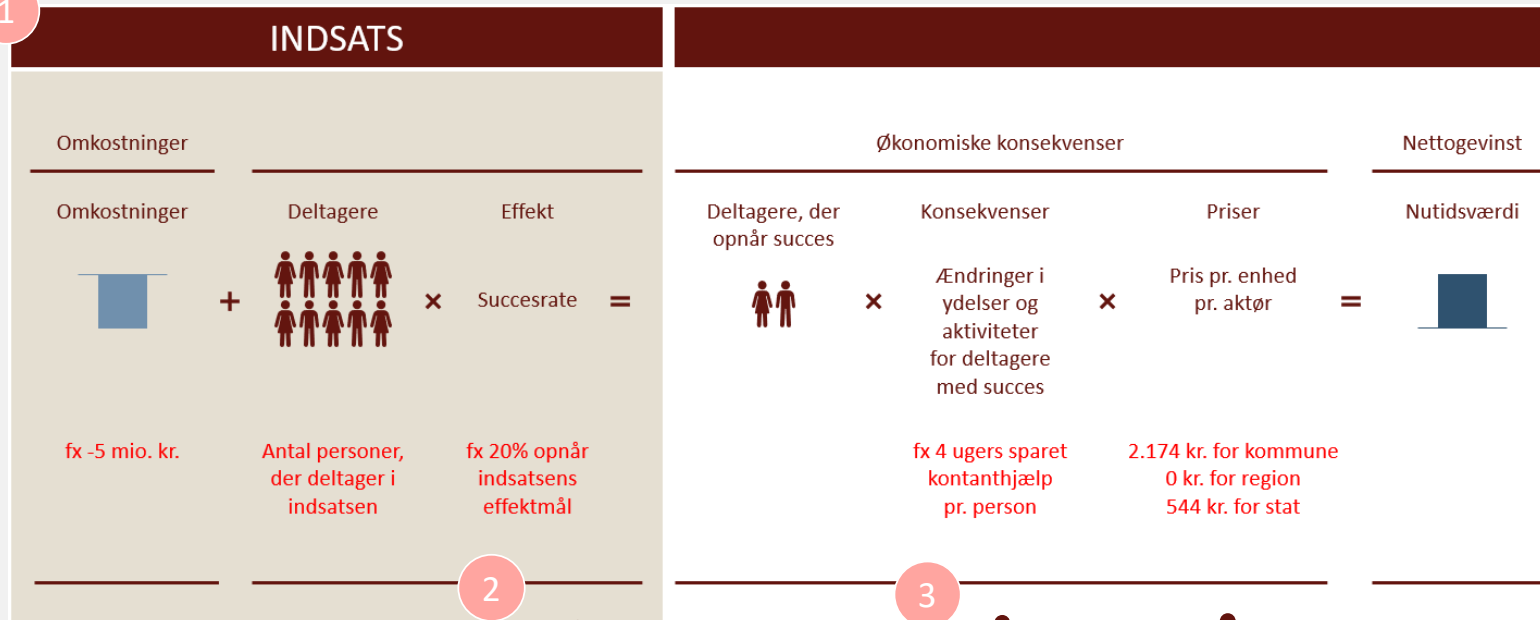 1
INDSATS
Omkostninger
Økonomiske konsekvenser
Nettogevinst
Omkostninger
Deltagere
Effekt
Deltagere, der
opnår succes
Konsekvenser
Priser
Nutidsværdi
+
×
Succesrate
=
×
Ændringer i
ydelser og
aktiviteter
for deltagere
med succes
×
Pris pr. enhed
pr. aktør
=
fx -5 mio. kr.
Antal personer,
der deltager i
indsatsen
fx 20% opnår
indsatsens
effektmål
fx 4 ugers sparet
kontanthjælp
pr. person
2.174 kr. for kommune
0 kr. for region
544 kr. for stat
2
3